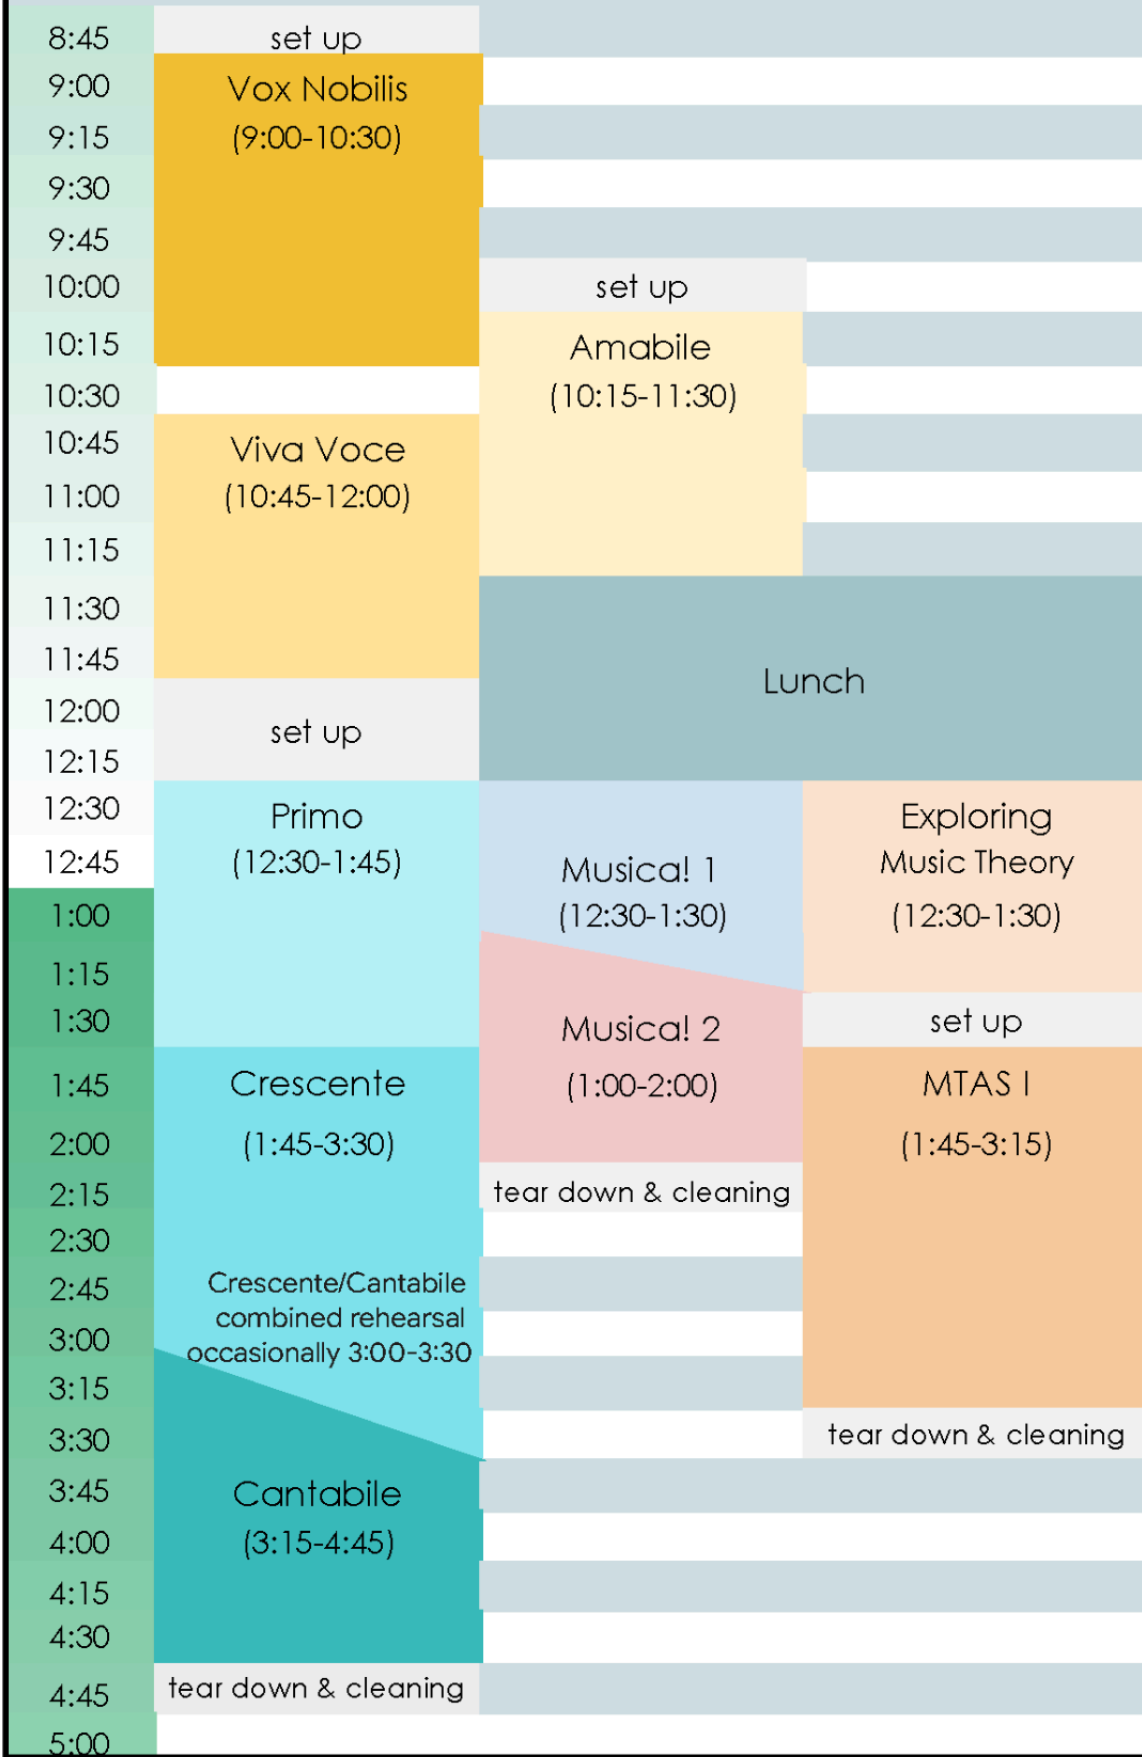 8:45 set up
9:00 Vox Nobilis
9:15 (9:00-10:30)
9:30
9:45
10:00 set up
10:15 Amabile
10:30 (10:15-11:30)
10:45 Viva Voce
11:00 (10:45-12:00)
11:15
11:30
11:45 Lunch
12:00 set up
12:15
12:30 Primo Exploring
12:45 (12:30-1:45) Musica! 1 Music Theory
1:00 (12:30-1:30) (12:30-1:30)
1:15
1:30 Musica! 2 set up
1:45 Crescente (1:00-2:00) MTAS I
2:00 (1:45-3:30) (1:45-3:15)
2:15 tear down & cleaning
2:30
2:45 Crescente/Cantabile
combined rehearsal
3:00 occasionally 3:00-3:30
3:15
3:30 tear down & cleaning
3:45 Cantabile
4:00 (3:15-4:45)
4:15
4:30
4:45 tear down & cleaning
5:00